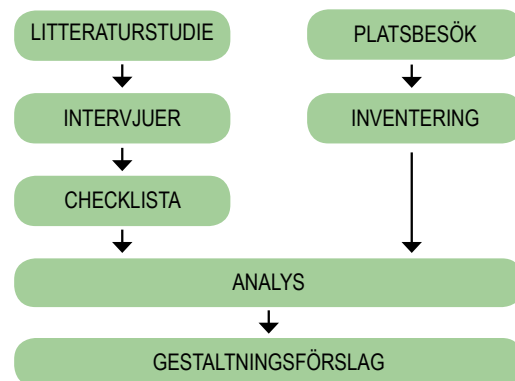 LITTERATURSTUDIE
PLATSBESÖK
INTERVJUER
INVENTERING
CHECKLISTA
ANALYS
GESTALTNINGSFÖRSLAG